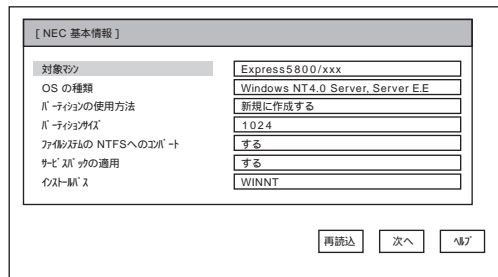 [ NEC 基本情報 ]
対象ﾏｼﾝ Express5800/xxx
OS の種類 Windows NT4.0 Server, Server E.E
ﾊﾟｰﾃｨｼｮﾝの使用方法 新規に作成する
ﾊﾟｰﾃｨｼｮﾝｻｲｽﾞ 1024
ﾌｧｲﾙｼｽﾃﾑの NTFSへのｺﾝﾊﾞｰﾄ する
ｻｰﾋﾞｽﾊﾟｯｸの適用 する
ｲﾝｽﾄｰﾙﾊﾟｽ WINNT
再読込 次へ ﾍﾙﾌﾟ